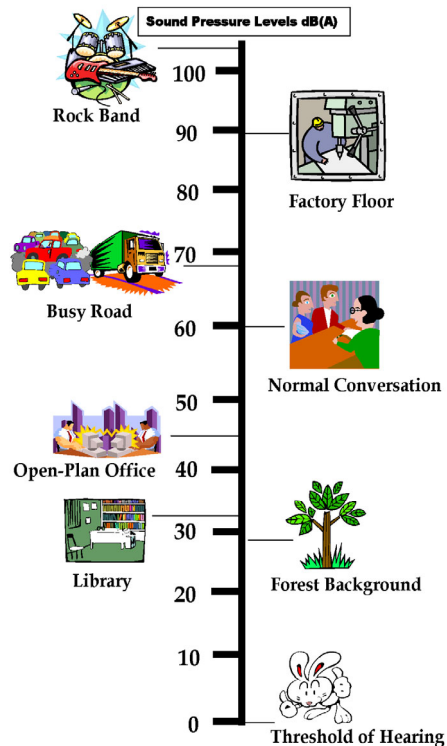 Sound Pressure Levels dB(A)
100
Rock Band
90
Factory Floor
80
70
Busy Road
60
Normal Conversation
50
Open-Plan Office
40
30
Library
Forest Background
20
10
0
Threshold of Hearing